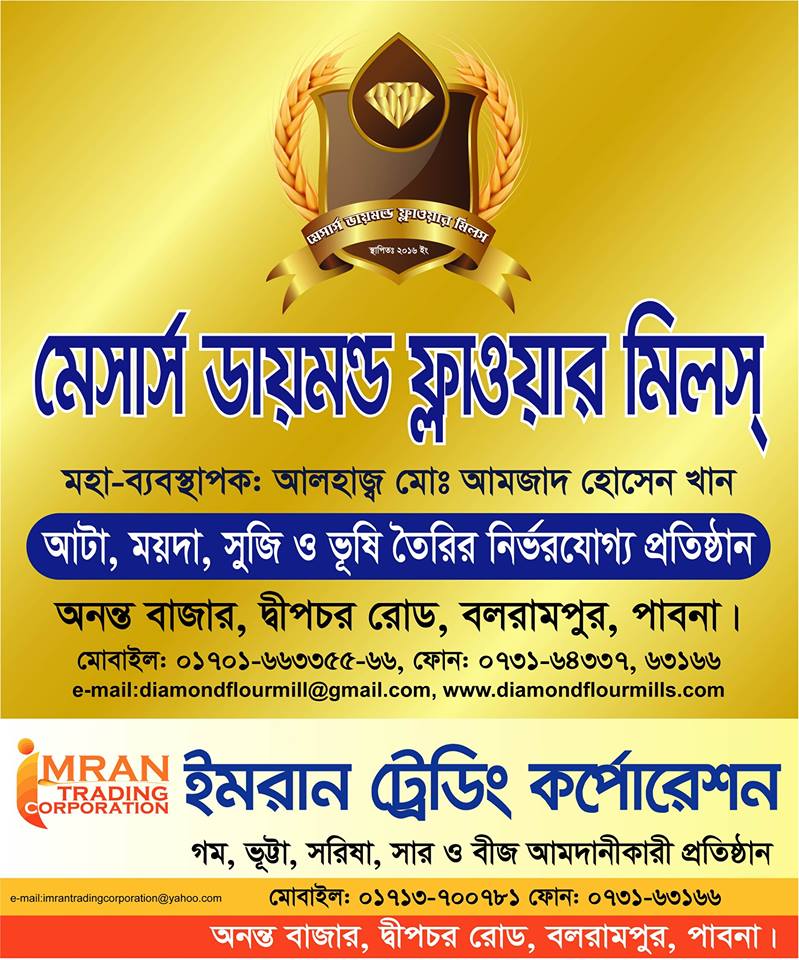 মেসার্স ডায়মন্ড ফ্লাওয়ার মিলস
স্থাপিতঃ ২০১৬ ইং
মেসার্স ডায়মন্ড ফ্লাওয়ার মিলস্
মহা-ব্যবস্থাপক: আলহাজ্ব মোঃ আমজাদ হোসেন খান
আটা, ময়দা, সুজি ও ভূষি তৈরির নির্ভরযোগ্য প্রতিষ্ঠান
অনন্ত বাজার, দ্বীপচর রোড, বলরামপুর, পাবনা।
মোবাইল: ০১৭০১-৬৬৩৩৫৫-৬৬, ফোন: ০৭৩১-৬৪৩৩৭, ৬৩১৬৬
e-mail:diamondflourmill@gmail.com, www.diamondflourmills.com
iMRAN
TRADING
CORPORATION
ইমরান ট্রেডিং কর্পোরেশন
গম, ভূট্টা, সরিষা, সার ও বীজ আমদানীকারী প্রতিষ্ঠান
e-mail:imrantradingcorporation@yahoo.com মোবাইল: ০১৭১৩-৭০০৭৮১ ফোন: ০৭৩১-৬৩১৬৬
অনন্ত বাজার, দ্বীপচর রোড, বলরামপুর, পাবনা।